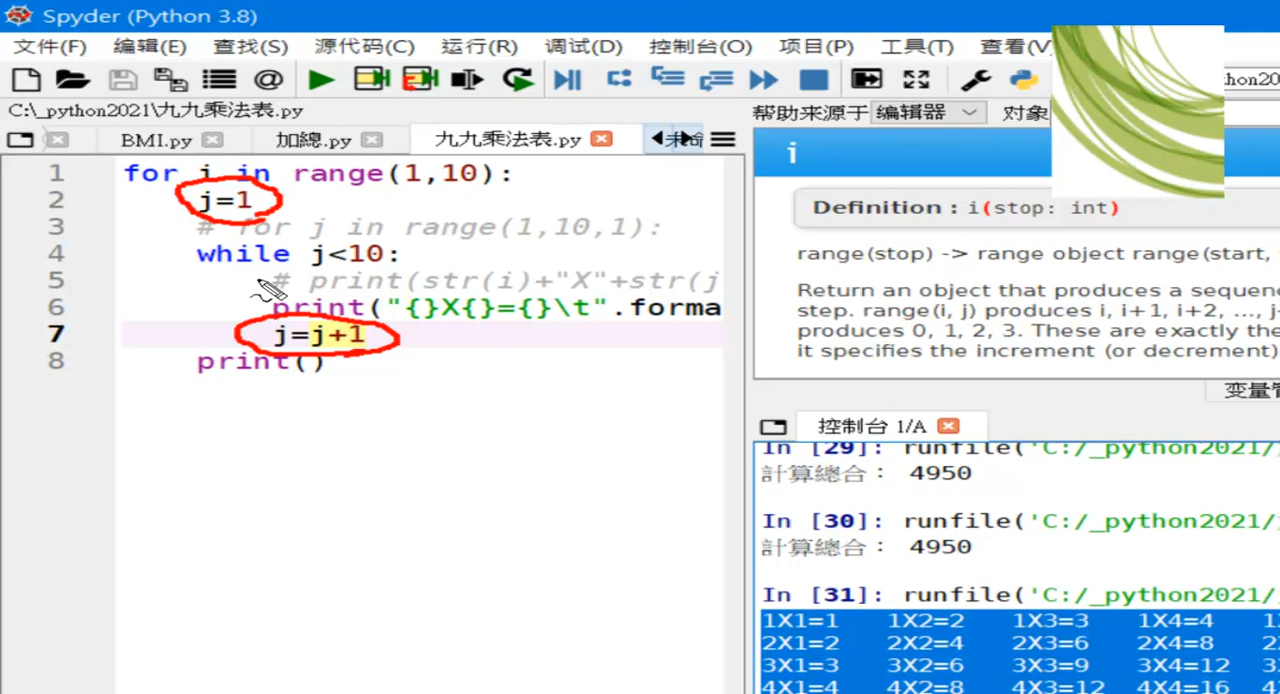 Spyder (Python 3.8)
文件(F) 编辑(E) 查找(S) 源代码(C) 运行(R) 调试(D) 控制台(O) 项目(P) 工具(T) 查看(V)
C:\_python2021\九九乘法表.py
BMI.py 加總.py 九九乘法表.py 未命
1 for i in range(1,10):
2 j=1
3 # for j in range(1,10,1):
4 while j<10:
5 # print(str(i)+"X"+str(j
6 print("{}X{}={}\t".forma
7 j=j+1
8 print()
hon202
帮助来源于 编辑器 对象
i
Definition : i(stop: int)
range(stop) -> range object range(start,
Return an object that produces a sequenc
step. range(i, j) produces i, i+1, i+2, ..., j-
produces 0, 1, 2, 3. These are exactly the
it specifies the increment (or decrement)
变量管
控制台 1/A
In [29]: runfile('C:/_python2021/
計算總合： 4950
In [30]: runfile('C:/_python2021/
計算總合： 4950
In [31]: runfile('C:/_python2021/
1X1=1 1X2=2 1X3=3 1X4=4 1
2X1=2 2X2=4 2X3=6 2X4=8 2
3X1=3 3X2=6 3X3=9 3X4=12 3
4X1=4 4X2=8 4X3=12 4X4=16 4